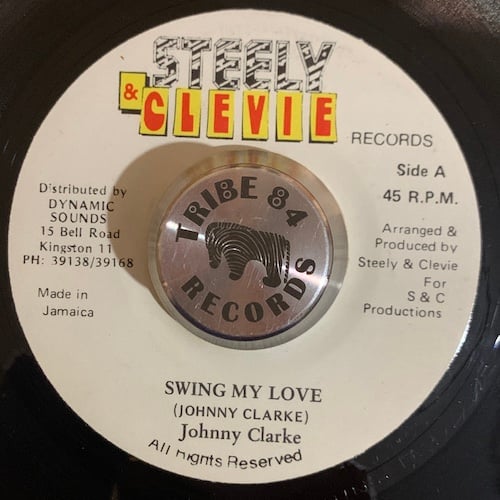 STEELY
& CLEVIE
RECORDS
Side A
45 R.P.M.
Distributed by
DYNAMIC
SOUNDS
15 Bell Road
Kingston 11
PH: 39138/39168
Made in
Jamaica
Arranged &
Produced by
Steely & Clevie
For
S & C
Productions
TRIBE 84
RECORDS
SWING MY LOVE
(JOHNNY CLARKE)
Johnny Clarke
All Rights Reserved